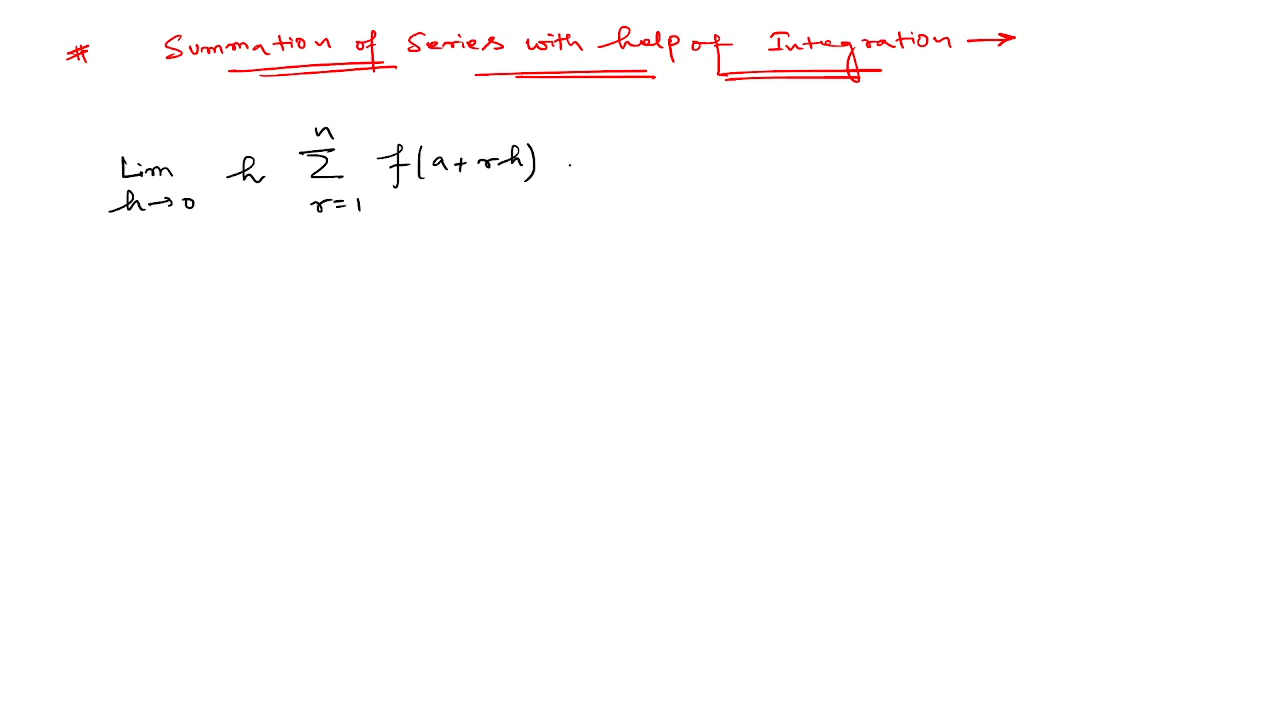 * Summation of Series with help of Integration →
Lim h→0 h n Σ r=1 f(a+rh) .